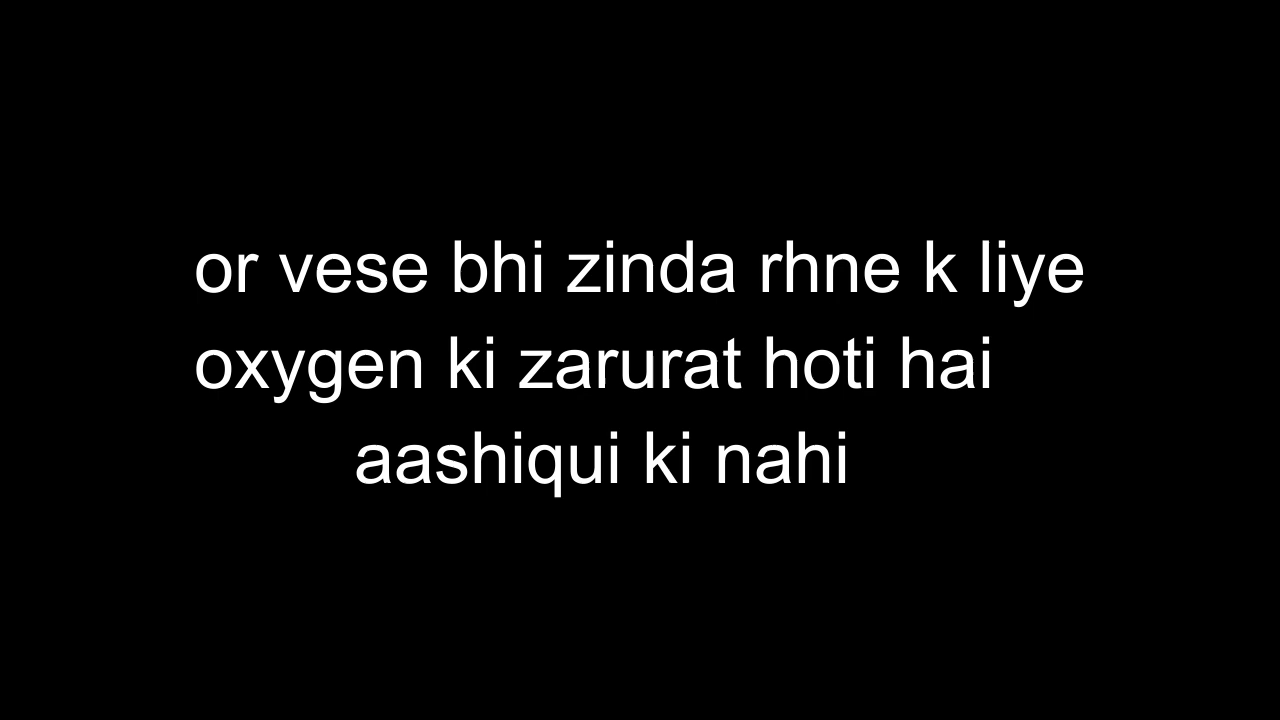 or vese bhi zinda rhne k liye
oxygen ki zarurat hoti hai
aashiqui ki nahi